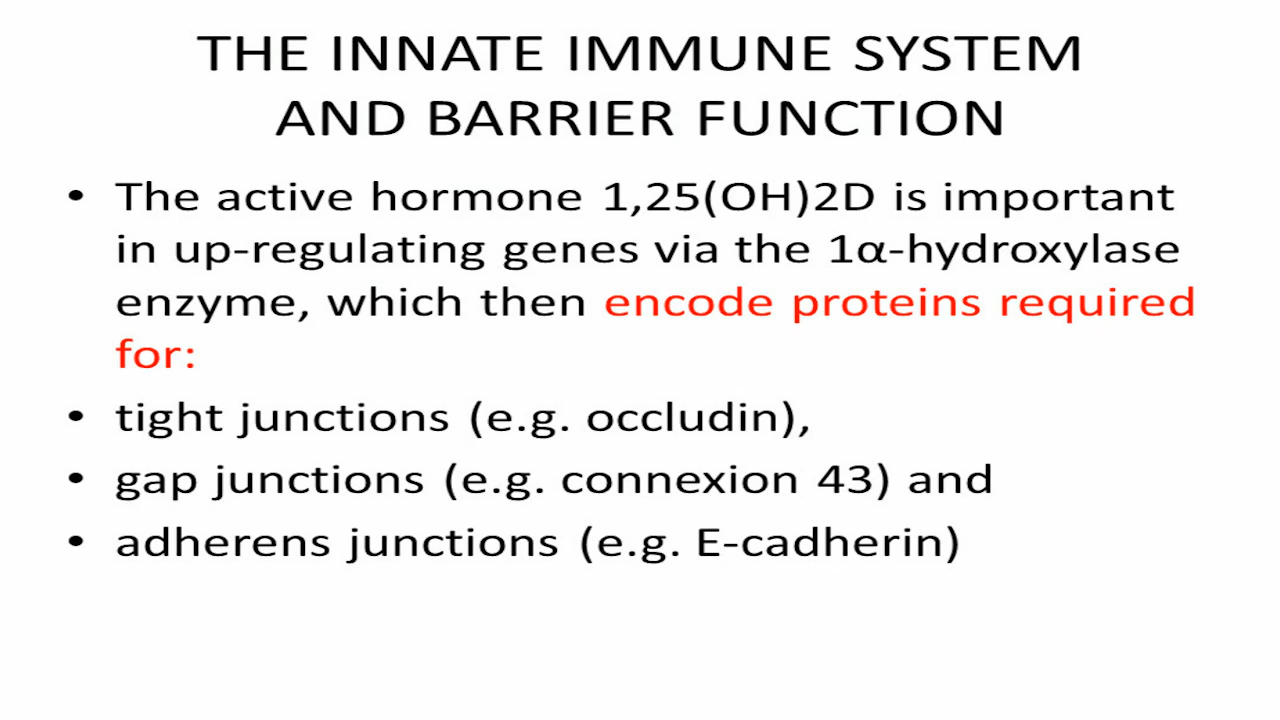 THE INNATE IMMUNE SYSTEM
AND BARRIER FUNCTION
• The active hormone 1,25(OH)2D is important
in up-regulating genes via the 1α-hydroxylase
enzyme, which then encode proteins required
for:
• tight junctions (e.g. occludin),
• gap junctions (e.g. connexion 43) and
• adherens junctions (e.g. E-cadherin)